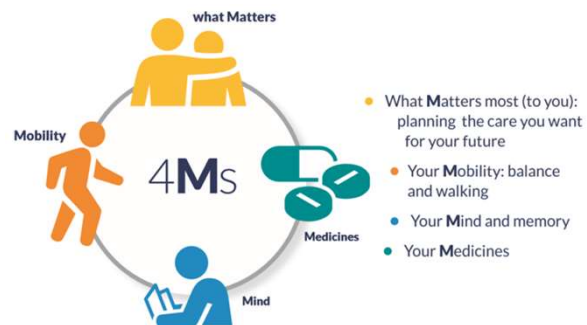 what Matters
Mobility
4Ms
Medicines
Mind
What Matters most (to you):
planning the care you want
for your future
Your Mobility: balance
and walking
Your Mind and memory
Your Medicines